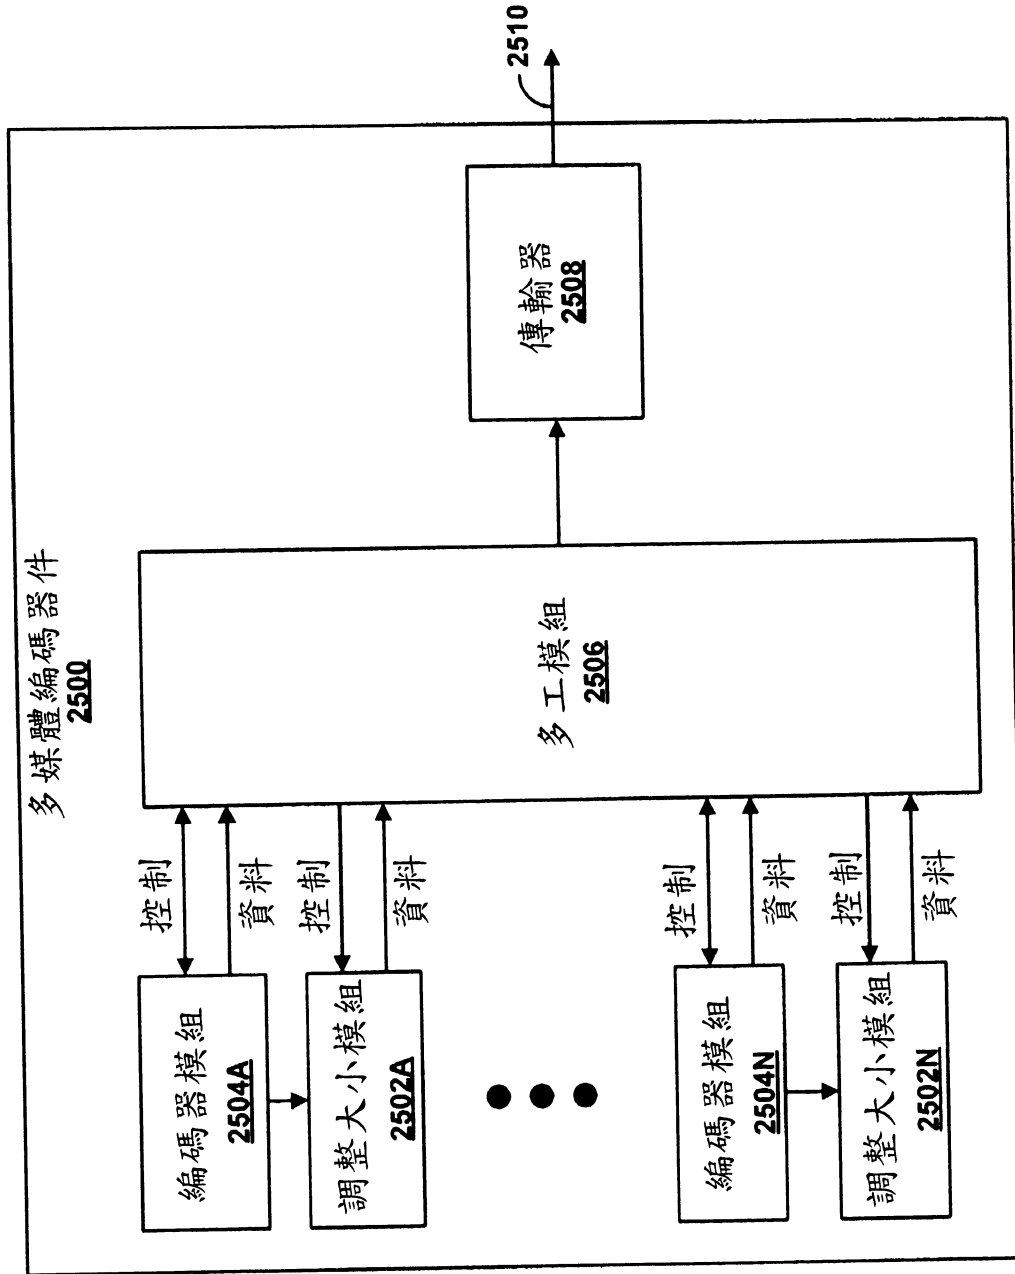 多媒體編碼器件
2500
編碼器模組
2504A
控制
資料
調整大小模組
2502A
控制
資料
編碼器模組
2504N
控制
資料
調整大小模組
2502N
控制
資料
多工模組
2506
傳輸器
2508
2510